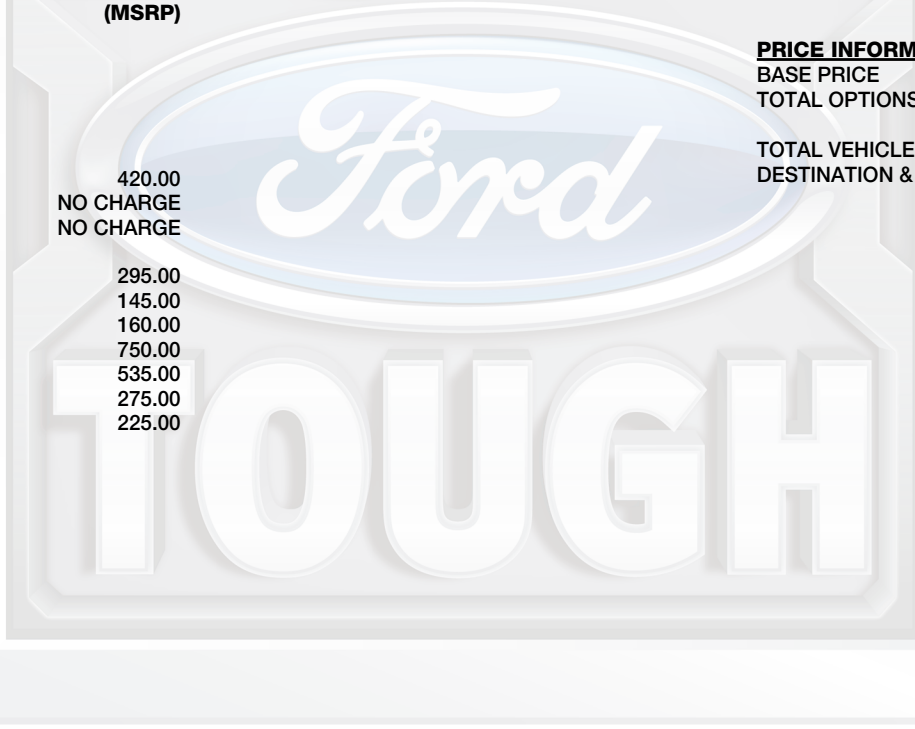 (MSRP)
420.00
NO CHARGE
NO CHARGE
295.00
145.00
160.00
750.00
535.00
275.00
225.00
PRICE INFORM
BASE PRICE
TOTAL OPTIONS
TOTAL VEHICLE
DESTINATION &
Ford
TOUGH